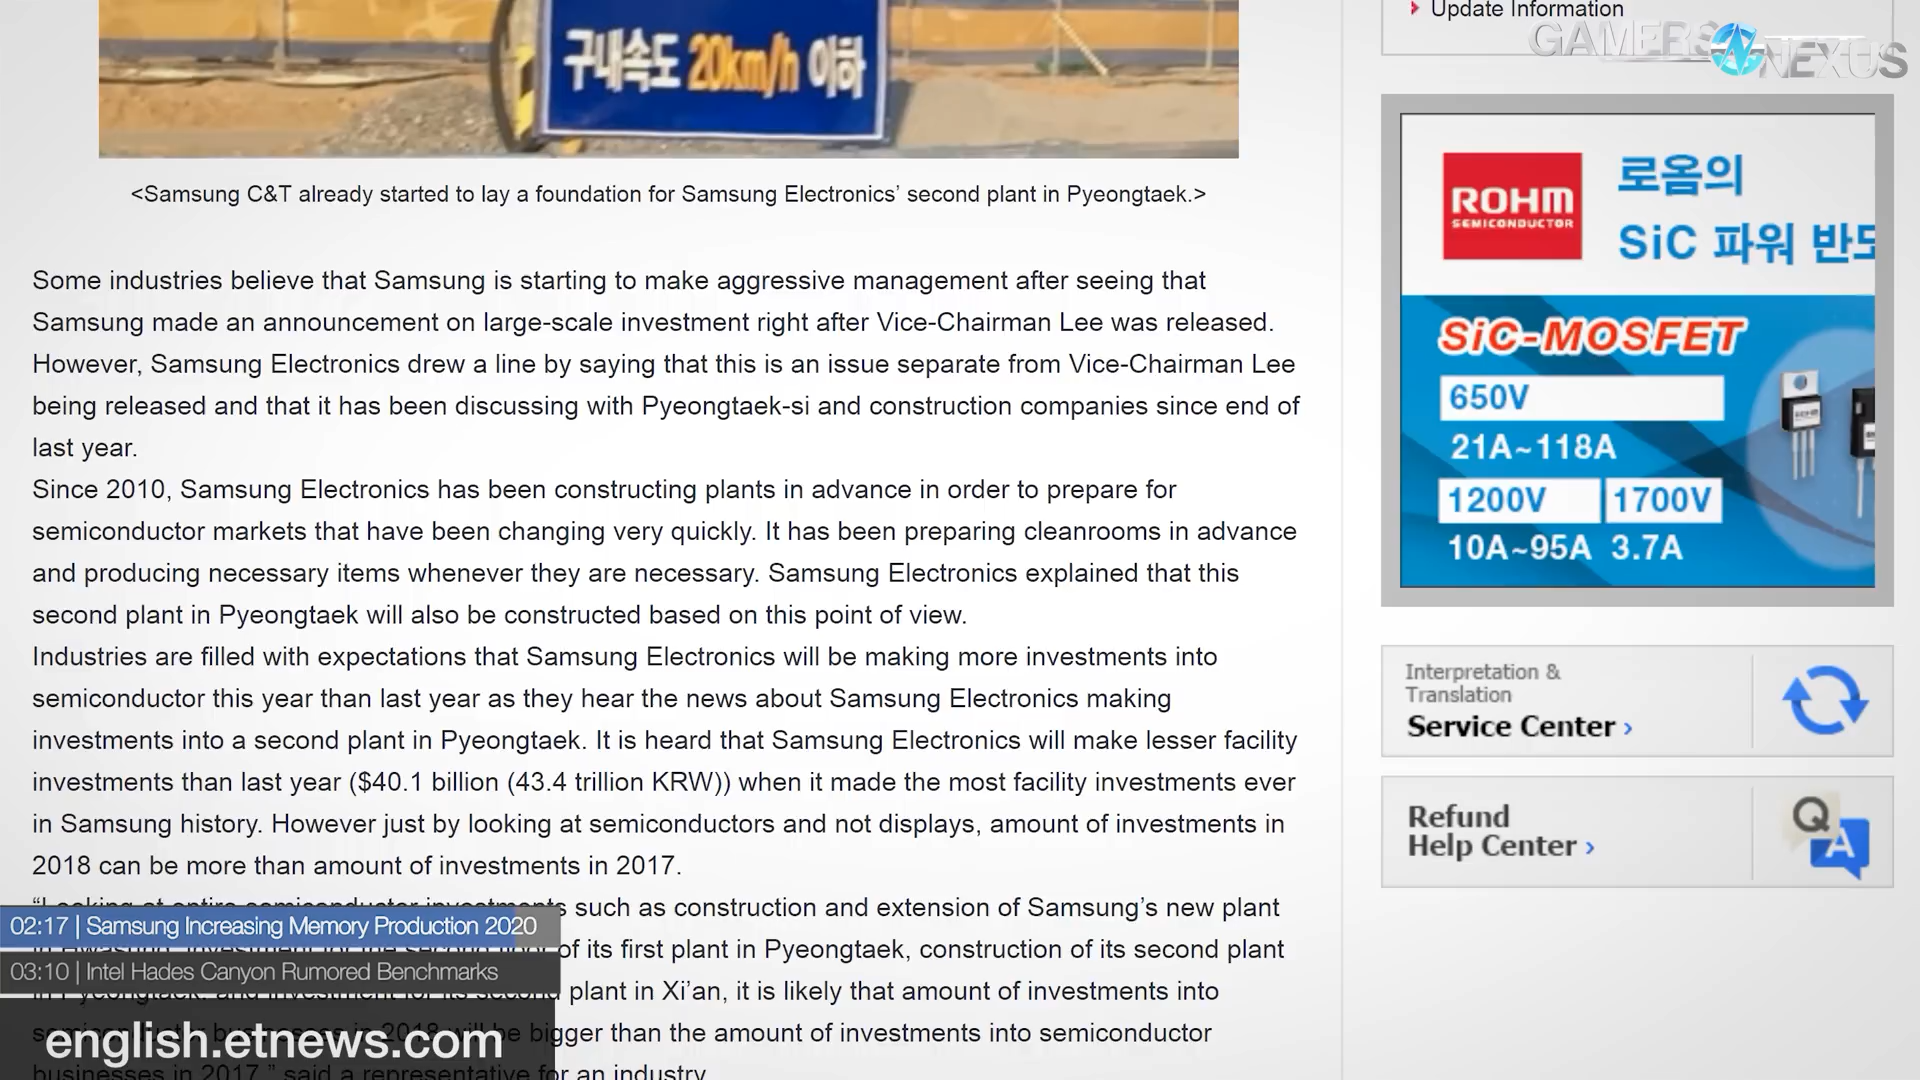 Update Information
GAMERS NEXUS
구내속도 20km/h 이하
<Samsung C&T already started to lay a foundation for Samsung Electronics’ second plant in Pyeongtaek.>
Some industries believe that Samsung is starting to make aggressive management after seeing that
Samsung made an announcement on large-scale investment right after Vice-Chairman Lee was released.
However, Samsung Electronics drew a line by saying that this is an issue separate from Vice-Chairman Lee
being released and that it has been discussing with Pyeongtaek-si and construction companies since end of
last year.
Since 2010, Samsung Electronics has been constructing plants in advance in order to prepare for
semiconductor markets that have been changing very quickly. It has been preparing cleanrooms in advance
and producing necessary items whenever they are necessary. Samsung Electronics explained that this
second plant in Pyeongtaek will also be constructed based on this point of view.
Industries are filled with expectations that Samsung Electronics will be making more investments into
semiconductor this year than last year as they hear the news about Samsung Electronics making
investments into a second plant in Pyeongtaek. It is heard that Samsung Electronics will make lesser facility
investments than last year ($40.1 billion (43.4 trillion KRW)) when it made the most facility investments ever
in Samsung history. However just by looking at semiconductors and not displays, amount of investments in
2018 can be more than amount of investments in 2017.
“Looking at entire semiconductor investments such as construction and extension of Samsung’s new plant
of its first plant in Pyeongtaek, construction of its second plant
plant in Xi’an, it is likely that amount of investments into
bigger than the amount of investments into semiconductor
businesses in 2017.” said a representative for an industry
02:17 | Samsung Increasing Memory Production 2020
03:10 | Intel Hades Canyon Rumored Benchmarks
english.etnews.com
ROHM
SEMICONDUCTOR
로옴의
SiC 파워 반도
SiC-MOSFET
650V
21A~118A
1200V 1700V
10A~95A 3.7A
Interpretation &
Translation
Service Center ›
Refund
Help Center ›
Q
A